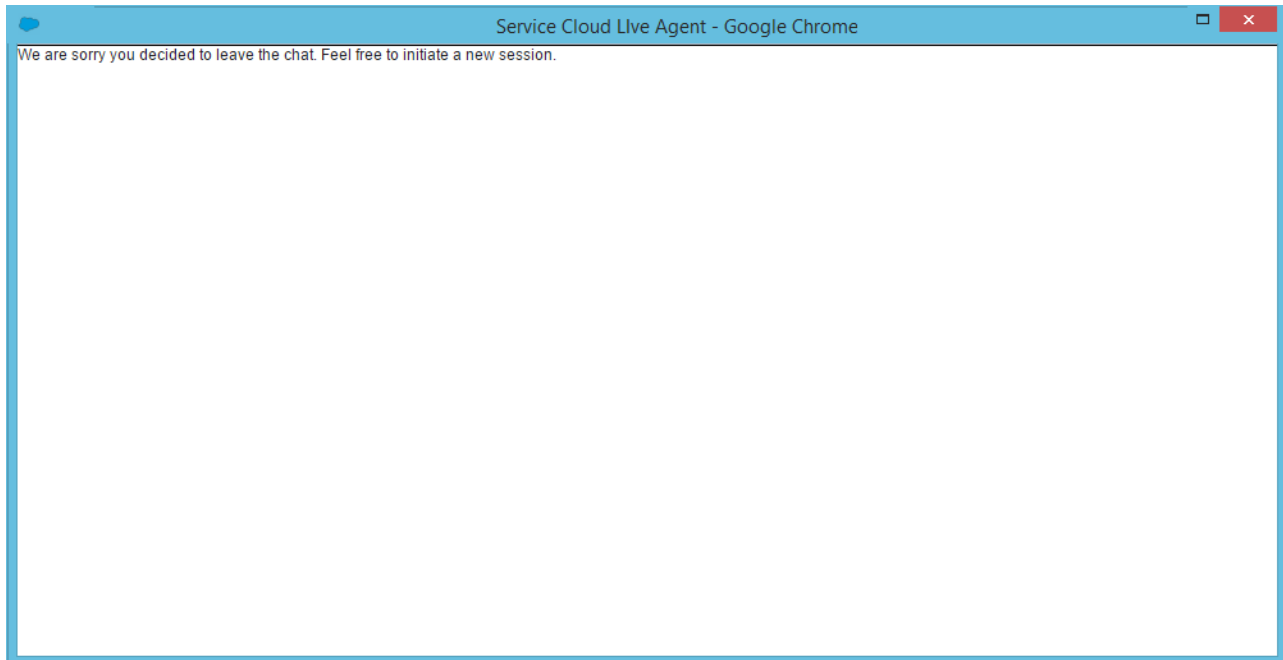 Service Cloud LIve Agent - Google Chrome
We are sorry you decided to leave the chat. Feel free to initiate a new session.